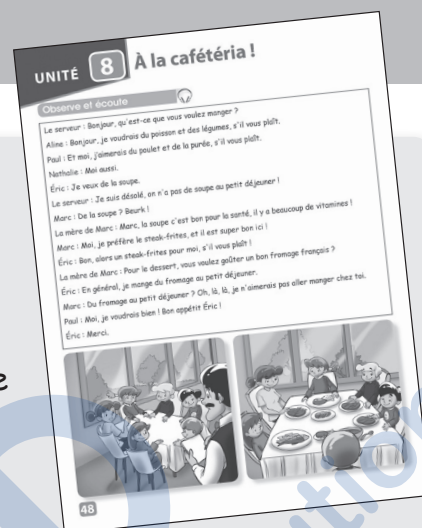 UNITÉ 8 À la cafétéria !
Observe et écoute
Le serveur : Bonjour, qu'est-ce que vous voulez manger ?
Aline : Bonjour, je voudrais du poisson et des légumes, s'il vous plaît.
Paul : Et moi, j'aimerais du poulet et de la purée, s'il vous plaît.
Nathalie : Moi aussi.
Éric : Je veux de la soupe.
Le serveur : Je suis désolé, on n'a pas de soupe au petit déjeuner !
Marc : De la soupe ? Beurk !
La mère de Marc : Marc, la soupe c'est bon pour la santé, il y a beaucoup de vitamines !
Marc : Moi, je préfère le steak-frites, et il est super bon ici !
Éric : Bon, alors un steak-frites pour moi, s'il vous plaît !
La mère de Marc : Pour le dessert, vous voulez goûter un bon fromage français ?
Éric : En général, je mange du fromage au petit déjeuner.
Marc : Du fromage au petit déjeuner ? Oh, là, là, je n'aimerais pas aller manger chez toi.
Paul : Moi, je voudrais bien ! Bon appétit Éric !
Éric : Merci.
48